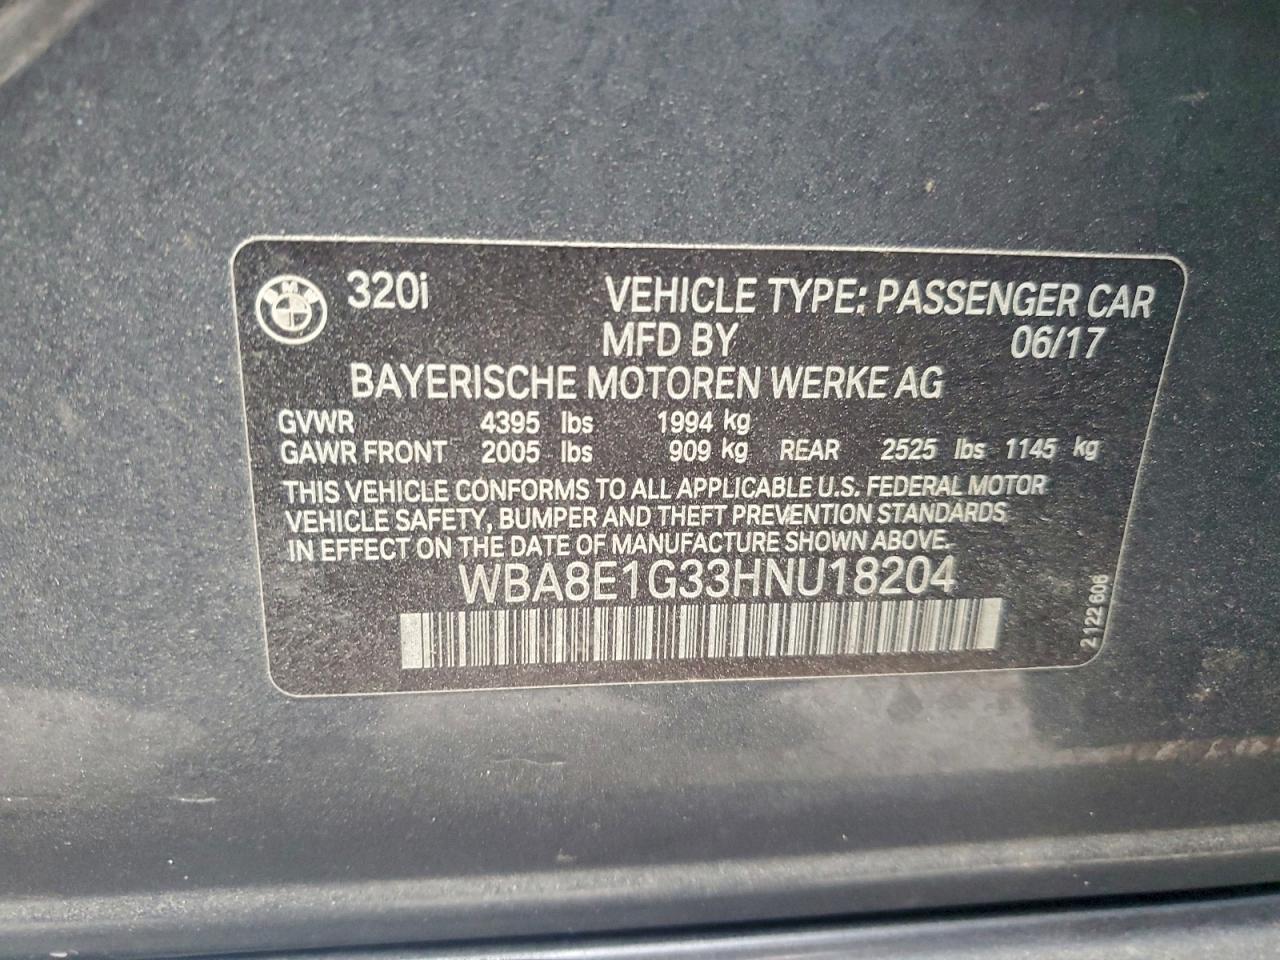 BMW
320i VEHICLE TYPE: PASSENGER CAR
MFD BY 06/17
BAYERISCHE MOTOREN WERKE AG
GVWR 4395 lbs 1994 kg
GAWR FRONT 2005 lbs 909 kg REAR 2525 lbs 1145 kg
THIS VEHICLE CONFORMS TO ALL APPLICABLE U.S. FEDERAL MOTOR
VEHICLE SAFETY, BUMPER AND THEFT PREVENTION STANDARDS
IN EFFECT ON THE DATE OF MANUFACTURE SHOWN ABOVE.
WBA8E1G33HNU18204
2122606